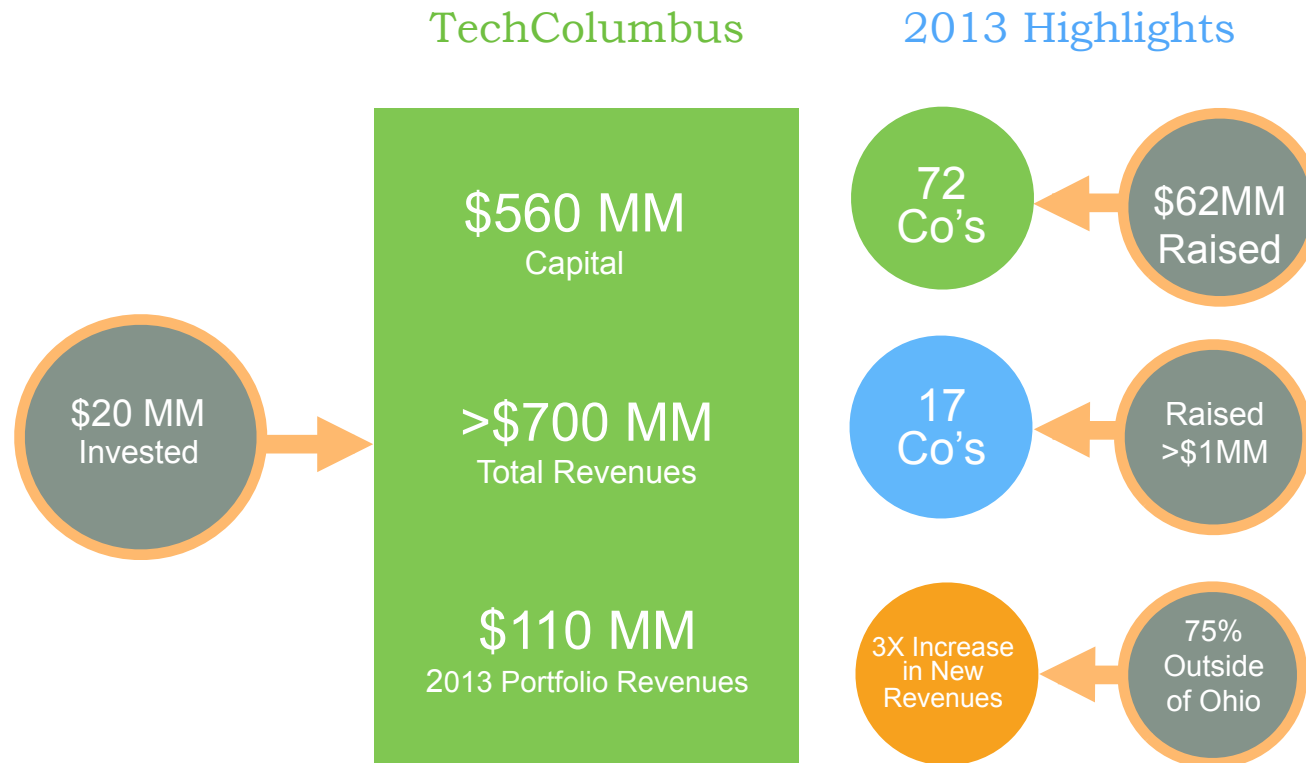 TechColumbus
2013 Highlights
$20 MM
Invested
$560 MM
Capital
>$700 MM
Total Revenues
$110 MM
2013 Portfolio Revenues
72
Co's
$62MM
Raised
17
Co's
Raised
>$1MM
3X Increase
in New
Revenues
75%
Outside
of Ohio